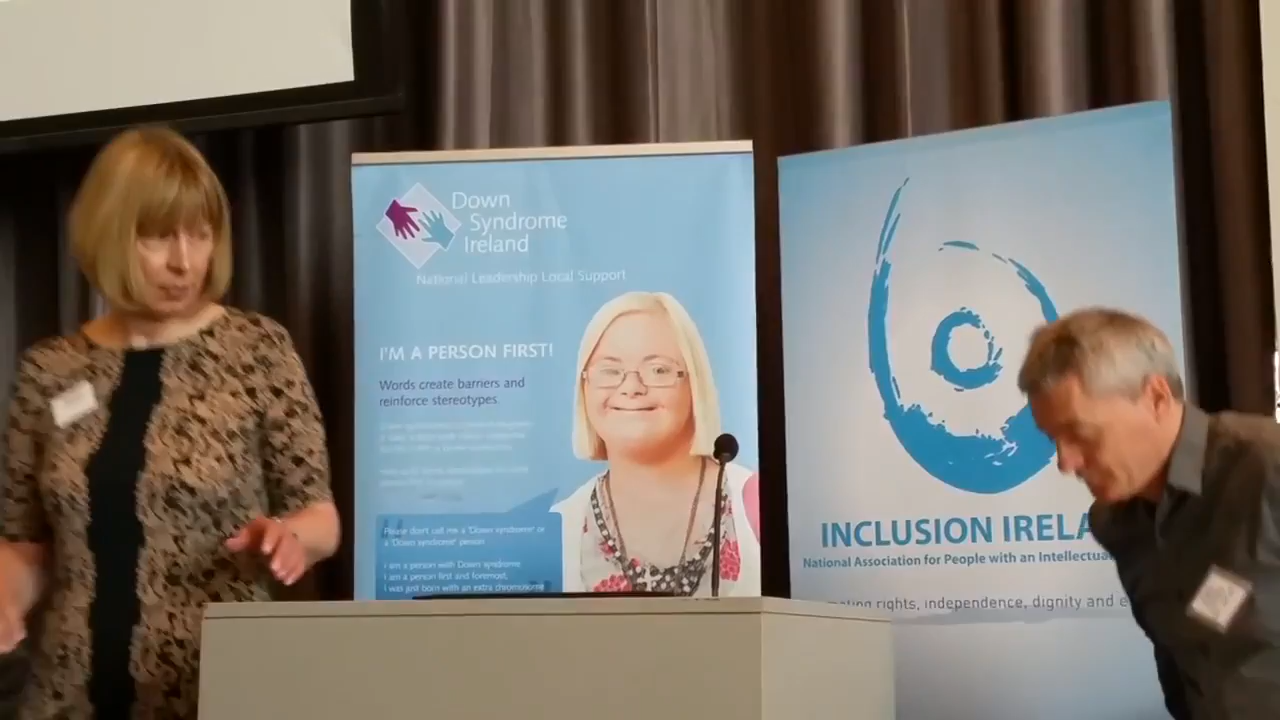 Down
Syndrome
Ireland
National Leadership Local Support
I'M A PERSON FIRST!
Words create barriers and
reinforce stereotypes.
Please don't call me a 'Down syndrome' or
a 'Down syndrome' person
I am a person with Down syndrome
I am a person first and foremost,
I was just born with an extra chromosome
INCLUSION IRELA
National Association for People with an Intellectua
ting rights, independence, dignity and e